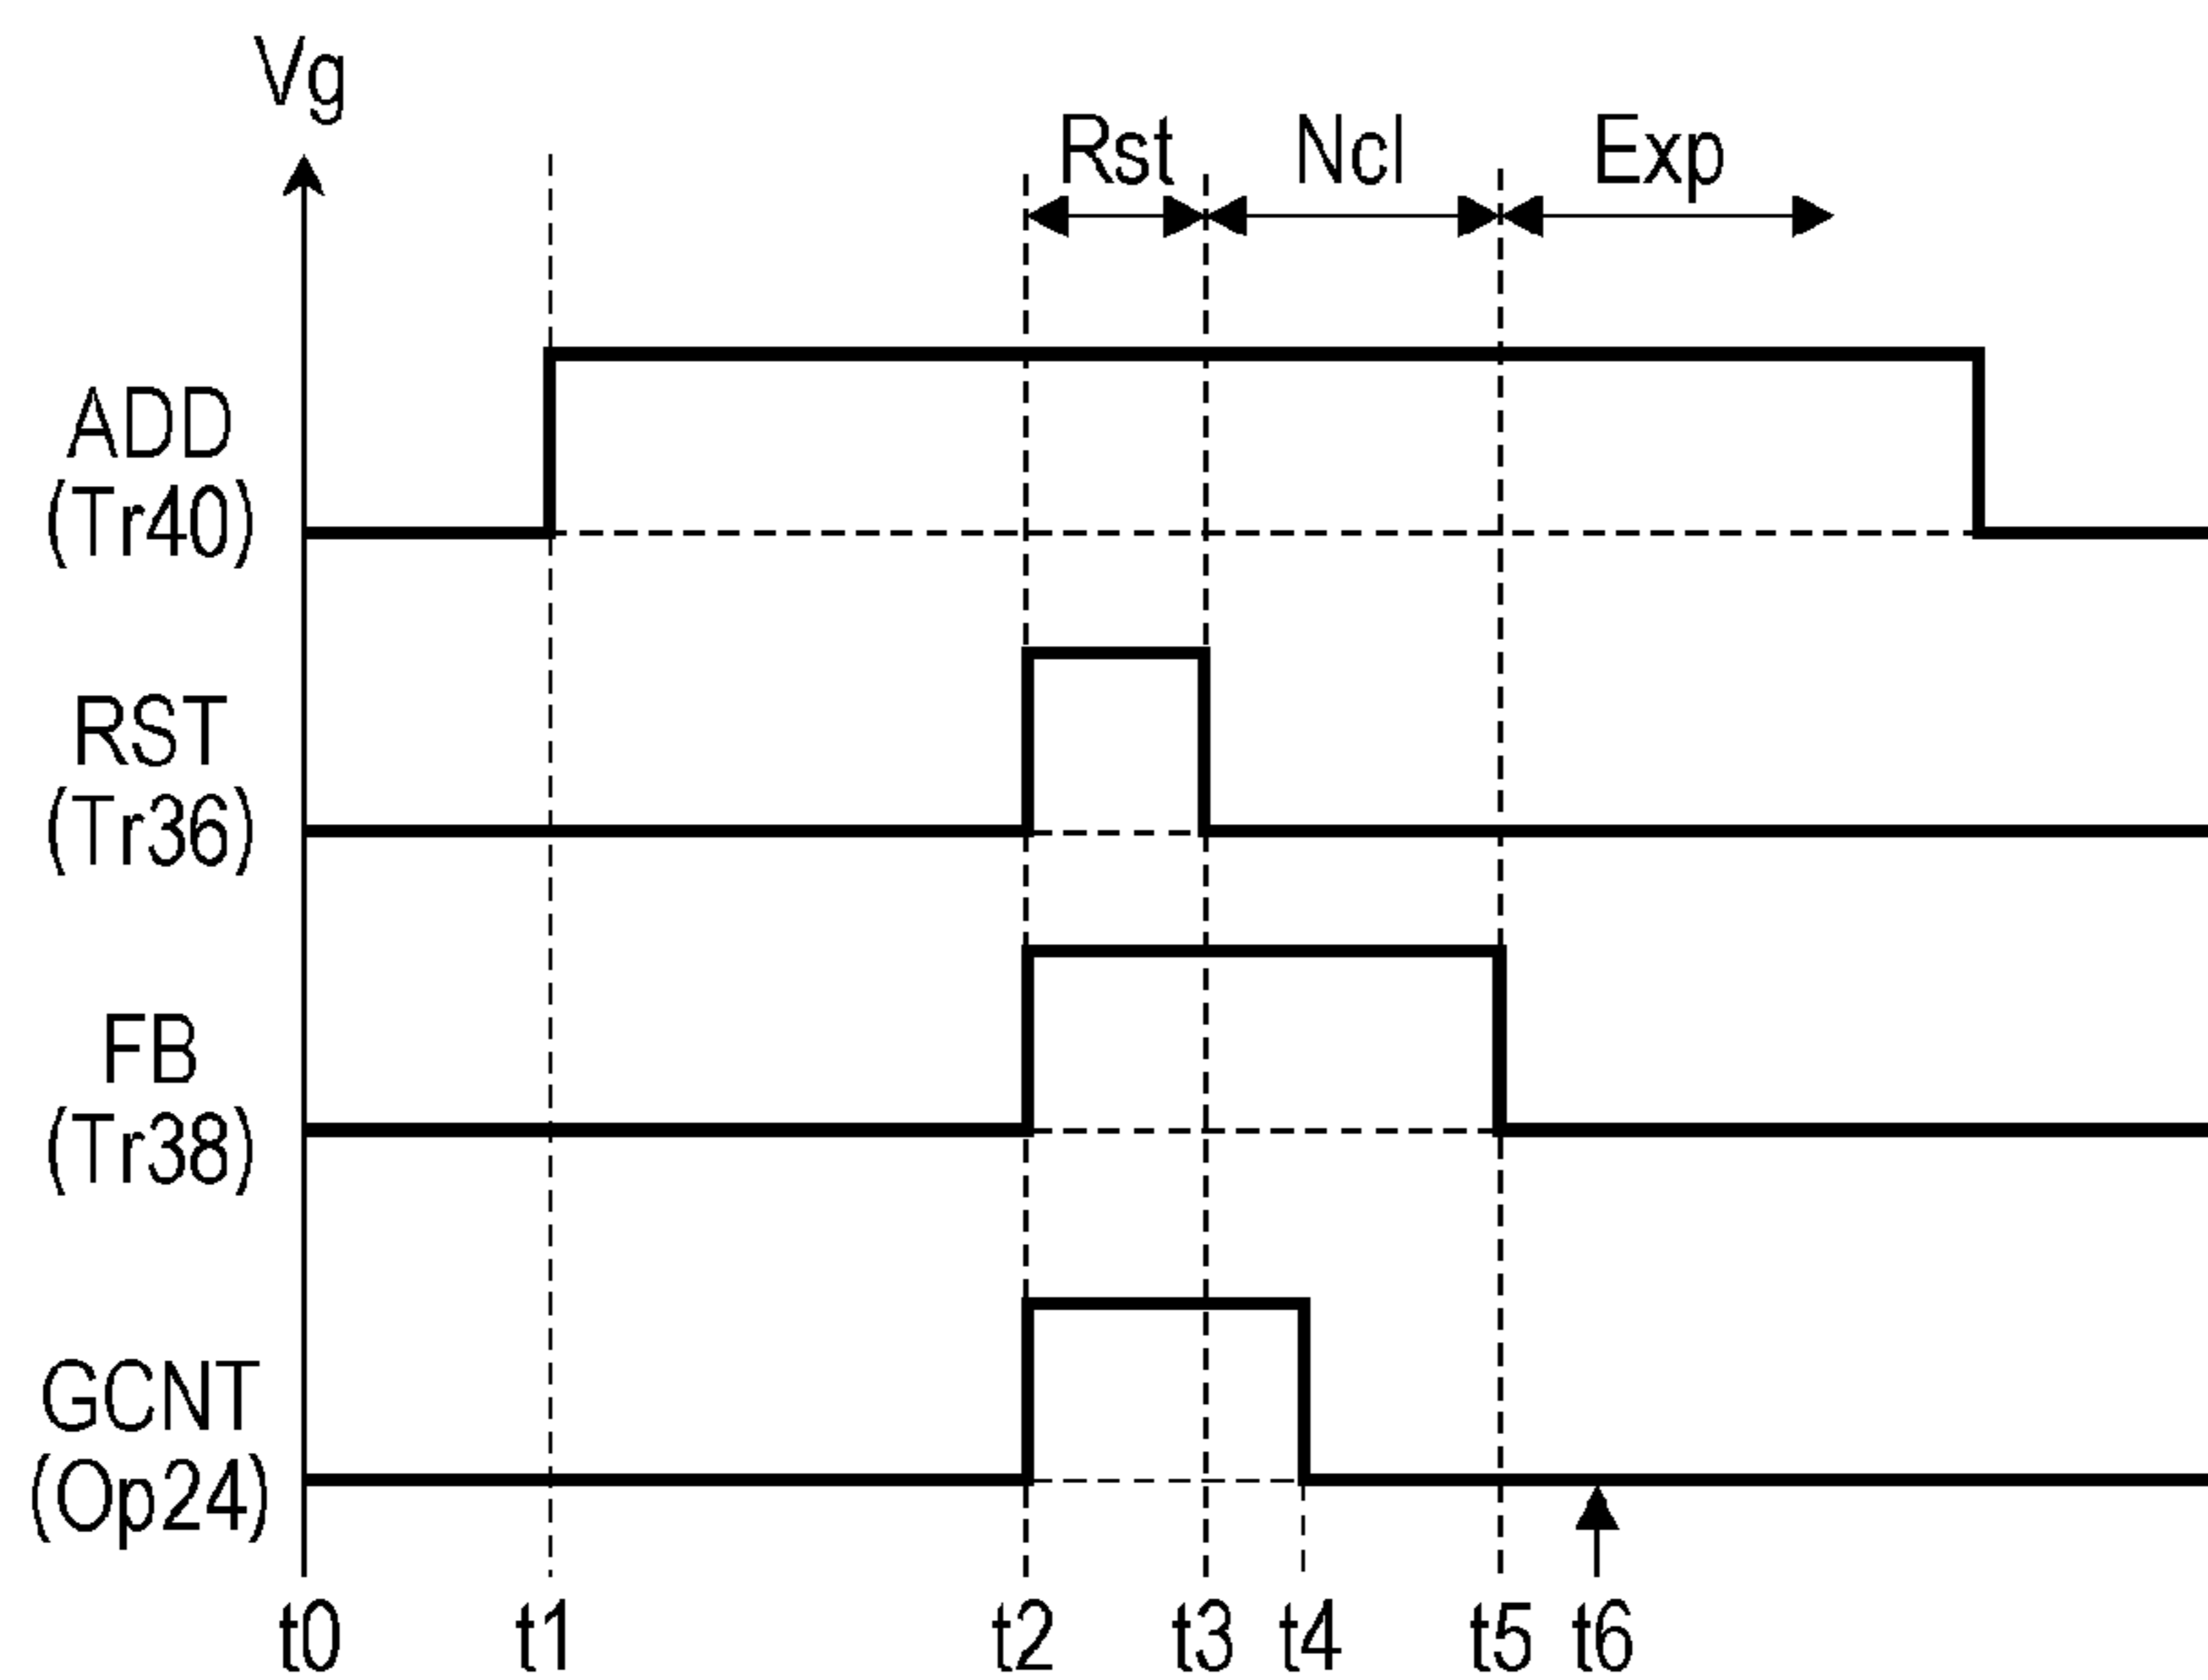 Vg
Rst Ncl Exp
ADD
(Tr40)
RST
(Tr36)
FB
(Tr38)
GCNT
(Op24)
t0 t1 t2 t3 t4 t5 t6